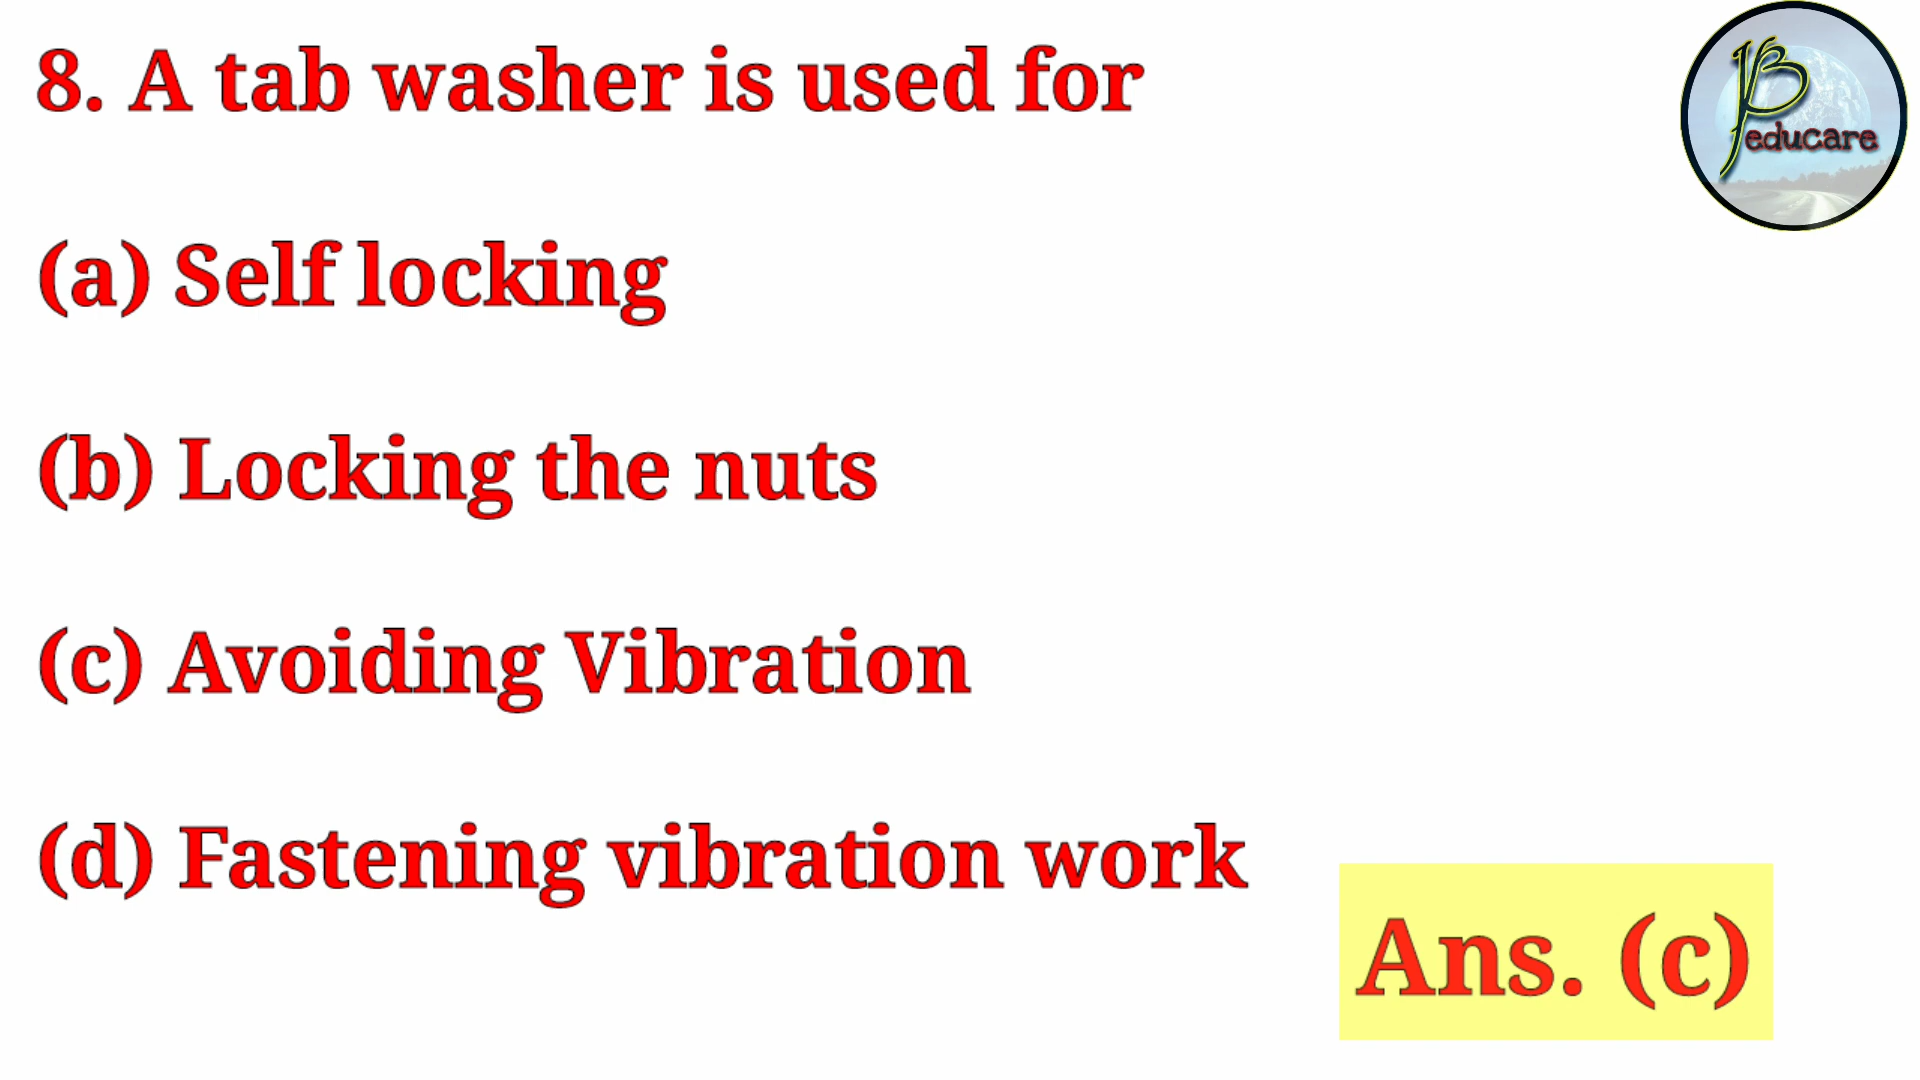 8. A tab washer is used for
(a) Self locking
(b) Locking the nuts
(c) Avoiding Vibration
(d) Fastening vibration work
Ans. (c)
educare